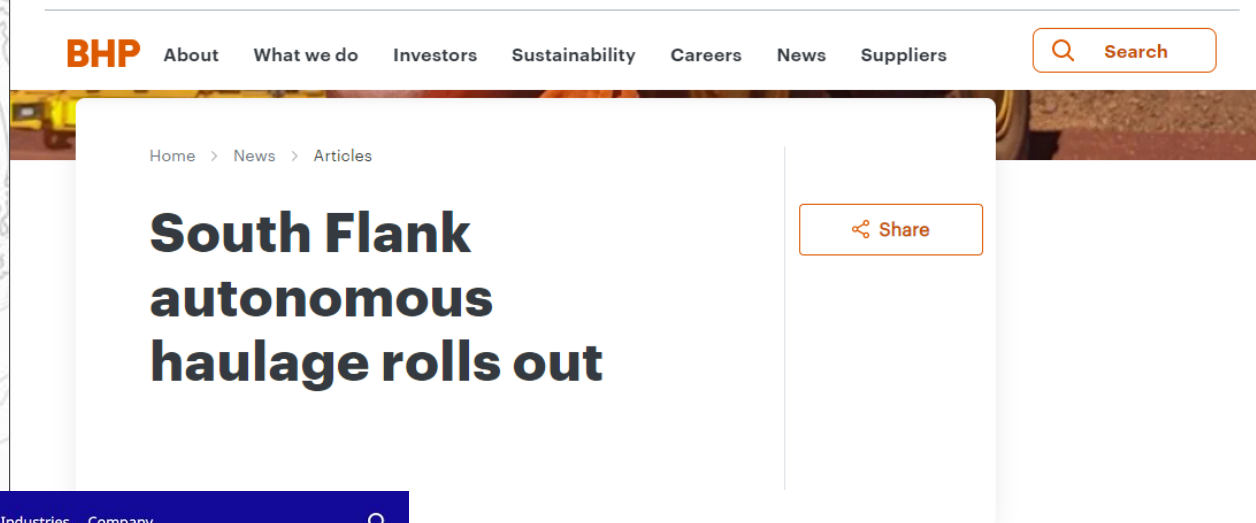 BHP About What we do Investors Sustainability Careers News Suppliers Search
Home > News > Articles
Share
South Flank
autonomous
haulage rolls out
Industries Company